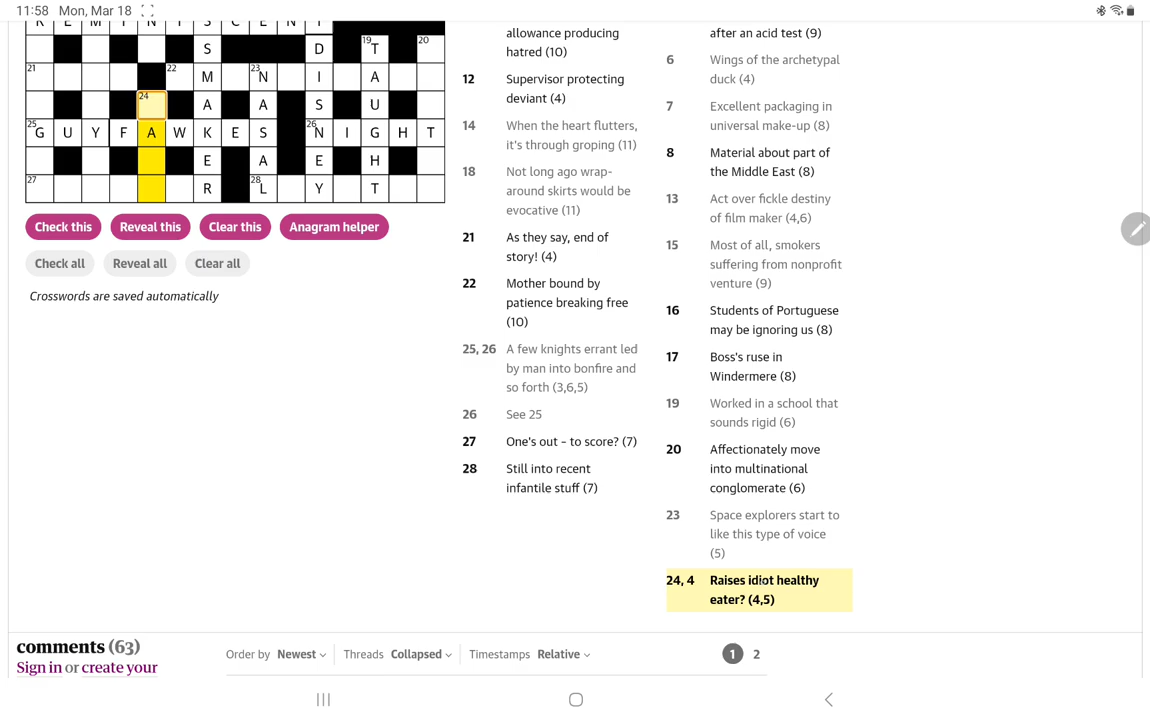 11:58 Mon, Mar 18
R E M I N I S C E N T
S D 19 T 20
21 22 M 23 N I A
24 A A S U
25 G U Y F A W K E S 26 N I G H T
E A E H
27 R 28 L Y T
Check this Reveal this Clear this Anagram helper
Check all Reveal all Clear all
Crosswords are saved automatically
allowance producing
hatred (10)
12 Supervisor protecting
deviant (4)
14 When the heart flutters,
it's through groping (11)
18 Not long ago wrap-
around skirts would be
evocative (11)
21 As they say, end of
story! (4)
22 Mother bound by
patience breaking free
(10)
25, 26 A few knights errant led
by man into bonfire and
so forth (3,6,5)
26 See 25
27 One's out – to score? (7)
28 Still into recent
infantile stuff (7)
after an acid test (9)
6 Wings of the archetypal
duck (4)
7 Excellent packaging in
universal make-up (8)
8 Material about part of
the Middle East (8)
13 Act over fickle destiny
of film maker (4,6)
15 Most of all, smokers
suffering from nonprofit
venture (9)
16 Students of Portuguese
may be ignoring us (8)
17 Boss's ruse in
Windermere (8)
19 Worked in a school that
sounds rigid (6)
20 Affectionately move
into multinational
conglomerate (6)
23 Space explorers start to
like this type of voice
(5)
24, 4 Raises idiot healthy
eater? (4,5)
comments (63)
Sign in or create your
Order by Newest Threads Collapsed Timestamps Relative 1 2